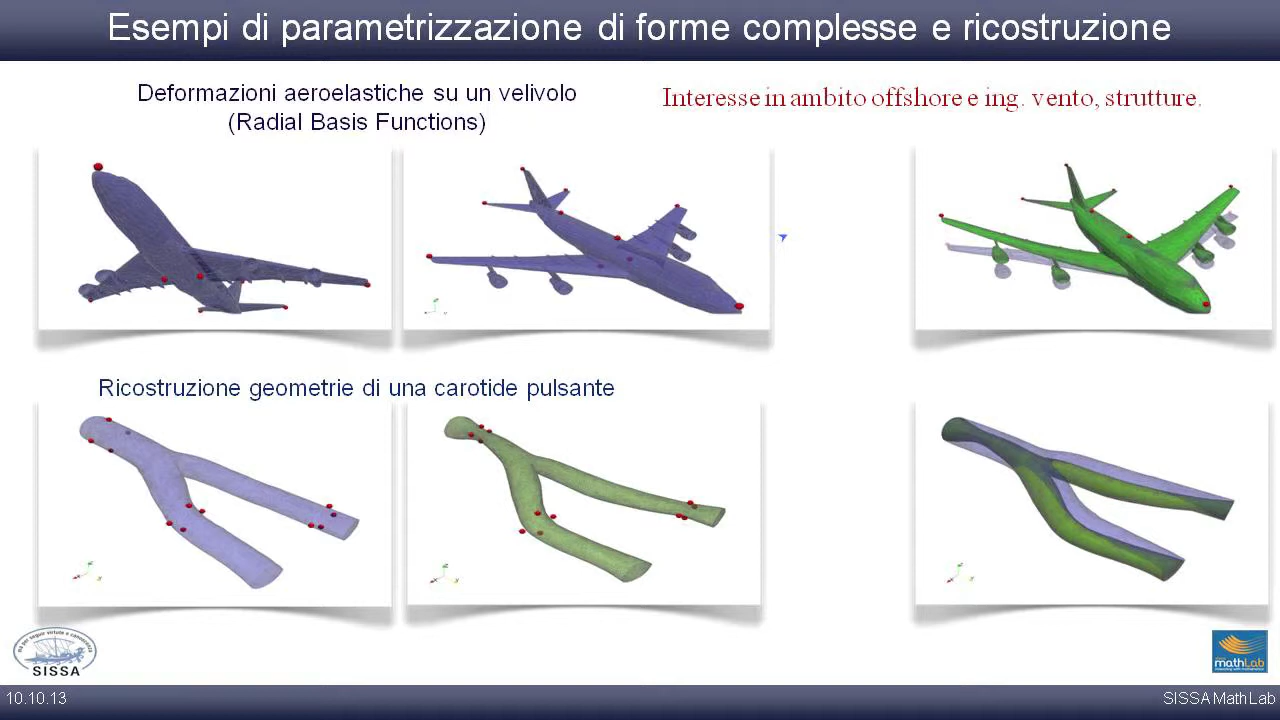 Esempi di parametrizzazione di forme complesse e ricostruzione
Deformazioni aeroelastiche su un velivolo
(Radial Basis Functions)
Interesse in ambito offshore e ing. vento, strutture.
Ricostruzione geometrie di una carotide pulsante
SISSA
mathLab
10.10.13
SISSA MathLab